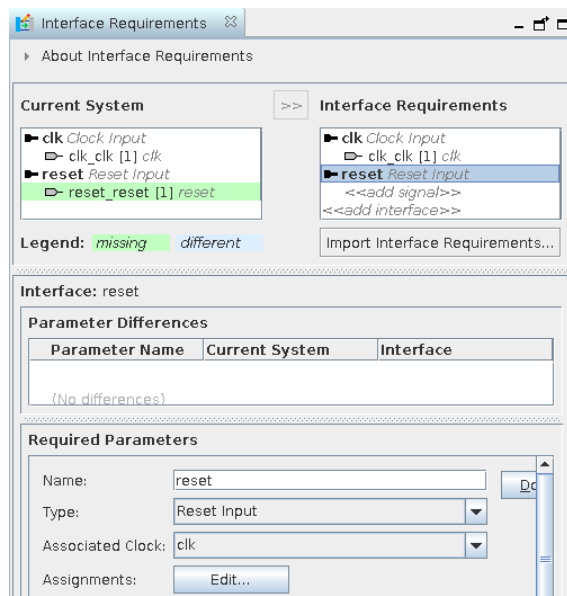 Interface Requirements
About Interface Requirements
Current System >> Interface Requirements
clk Clock Input
clk_clk [1] clk
reset Reset Input
reset_reset [1] reset
clk Clock Input
clk_clk [1] clk
reset Reset Input
<<add signal>>
<<add interface>>
Legend: missing different
Import Interface Requirements...
Interface: reset
Parameter Differences
Parameter Name Current System Interface
(No differences)
Required Parameters
Name: reset
Type: Reset Input
Associated Clock: clk
Assignments: Edit...